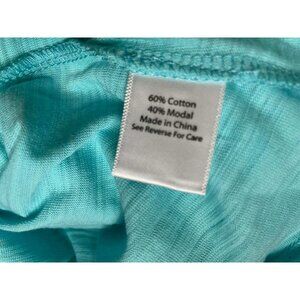 60% Cotton
40% Modal
Made in China
See Reverse For Care